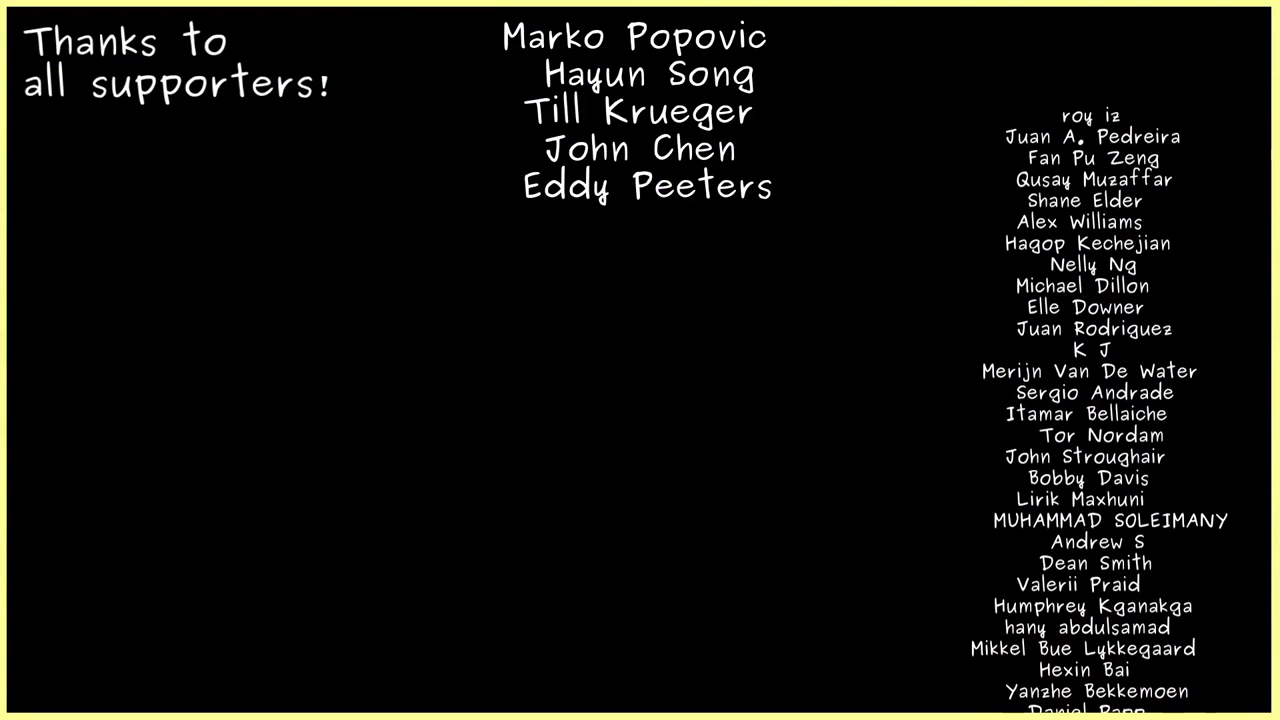 Thanks to
all supporters!
Marko Popovic
Hayun Song
Till Krueger
John Chen
Eddy Peeters
roy iz
Juan A. Pedreira
Fan Pu Zeng
Qusay Muzaffar
Shane Elder
Alex Williams
Hagop Kechejian
Nelly Ng
Michael Dillon
Elle Downer
Juan Rodriguez
K J
Merijn Van De Water
Sergio Andrade
Itamar Bellaiche
Tor Nordam
John Stroughair
Bobby Davis
Lirik Maxhuni
MUHAMMAD SOLEIMANY
Andrew S
Dean Smith
Valerii Praid
Humphrey Kganakga
hany abdulsamad
Mikkel Bue Lykkegaard
Hexin Bai
Yanzhe Bekkemoen
Daniel